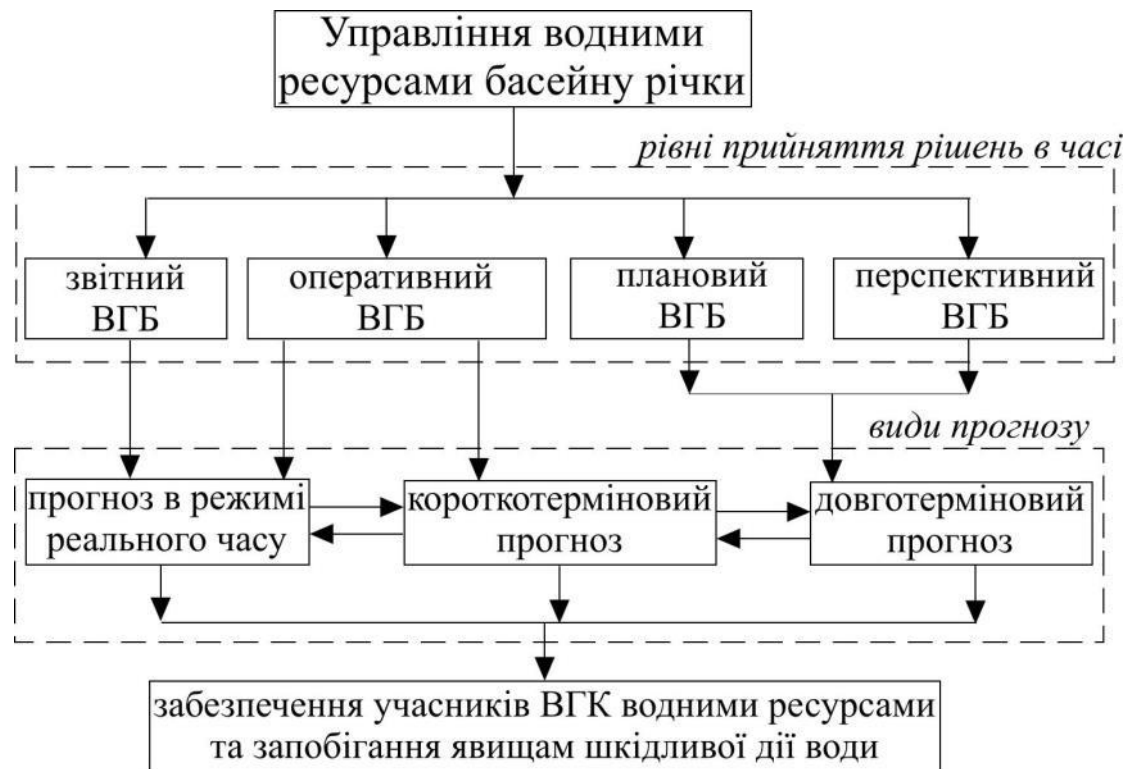 Управління водними
ресурсами басейну річки
рівні прийняття рішень в часі
звітний
ВГБ
оперативний
ВГБ
плановий
ВГБ
перспективний
ВГБ
види прогнозу
прогноз в режимі
реального часу
короткотерміновий
прогноз
довготерміновий
прогноз
забезпечення учасників ВГК водними ресурсами
та запобігання явищам шкідливої дії води